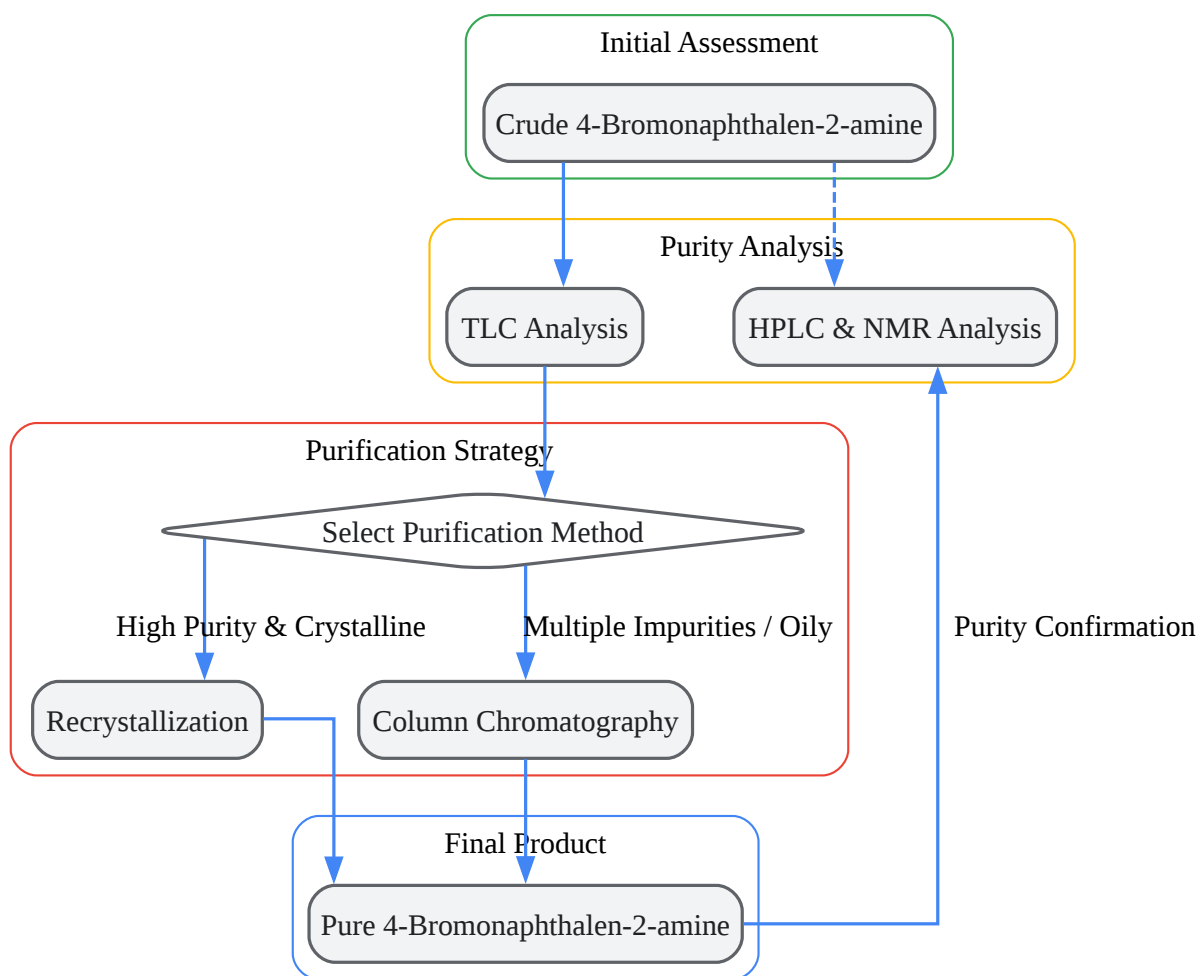 Initial Assessment
Crude 4-Bromonaphthalen-2-amine
Purity Analysis
TLC Analysis
HPLC & NMR Analysis
Purification Strategy
Select Purification Method
High Purity & Crystalline
Multiple Impurities / Oily
Purity Confirmation
Recrystallization
Column Chromatography
Final Product
Pure 4-Bromonaphthalen-2-amine